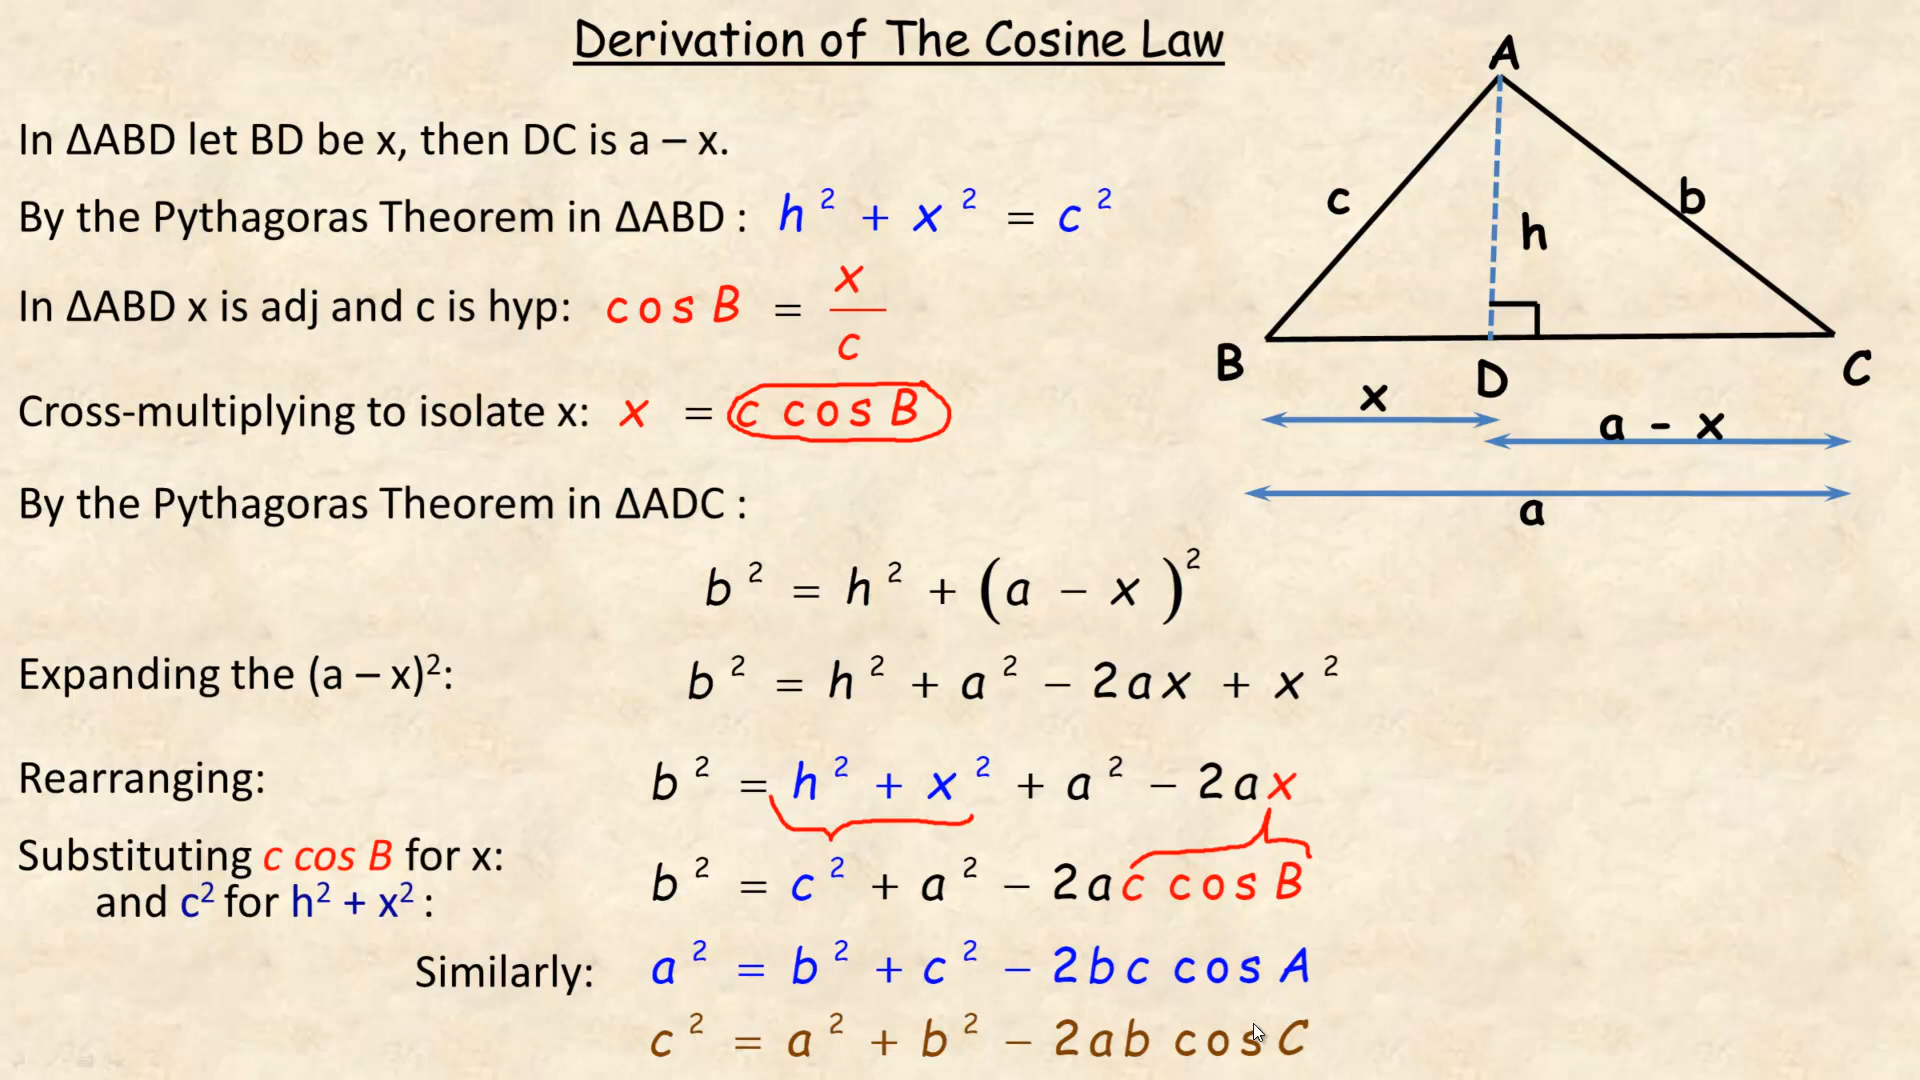 Derivation of The Cosine Law
In ΔABD let BD be x, then DC is a – x.
By the Pythagoras Theorem in ΔABD : h² + x² = c²
In ΔABD x is adj and c is hyp: cos B = x/c
Cross-multiplying to isolate x: x = c cos B
By the Pythagoras Theorem in ΔADC :
b² = h² + (a − x)²
Expanding the (a – x)²: b² = h² + a² − 2ax + x²
Rearranging: b² = h² + x² + a² − 2ax
Substituting c cos B for x:
and c² for h² + x² : b² = c² + a² − 2ac cos B
Similarly: a² = b² + c² − 2bc cos A
c² = a² + b² − 2ab cos C
A
c
b
h
B
D
C
x
a - x
a